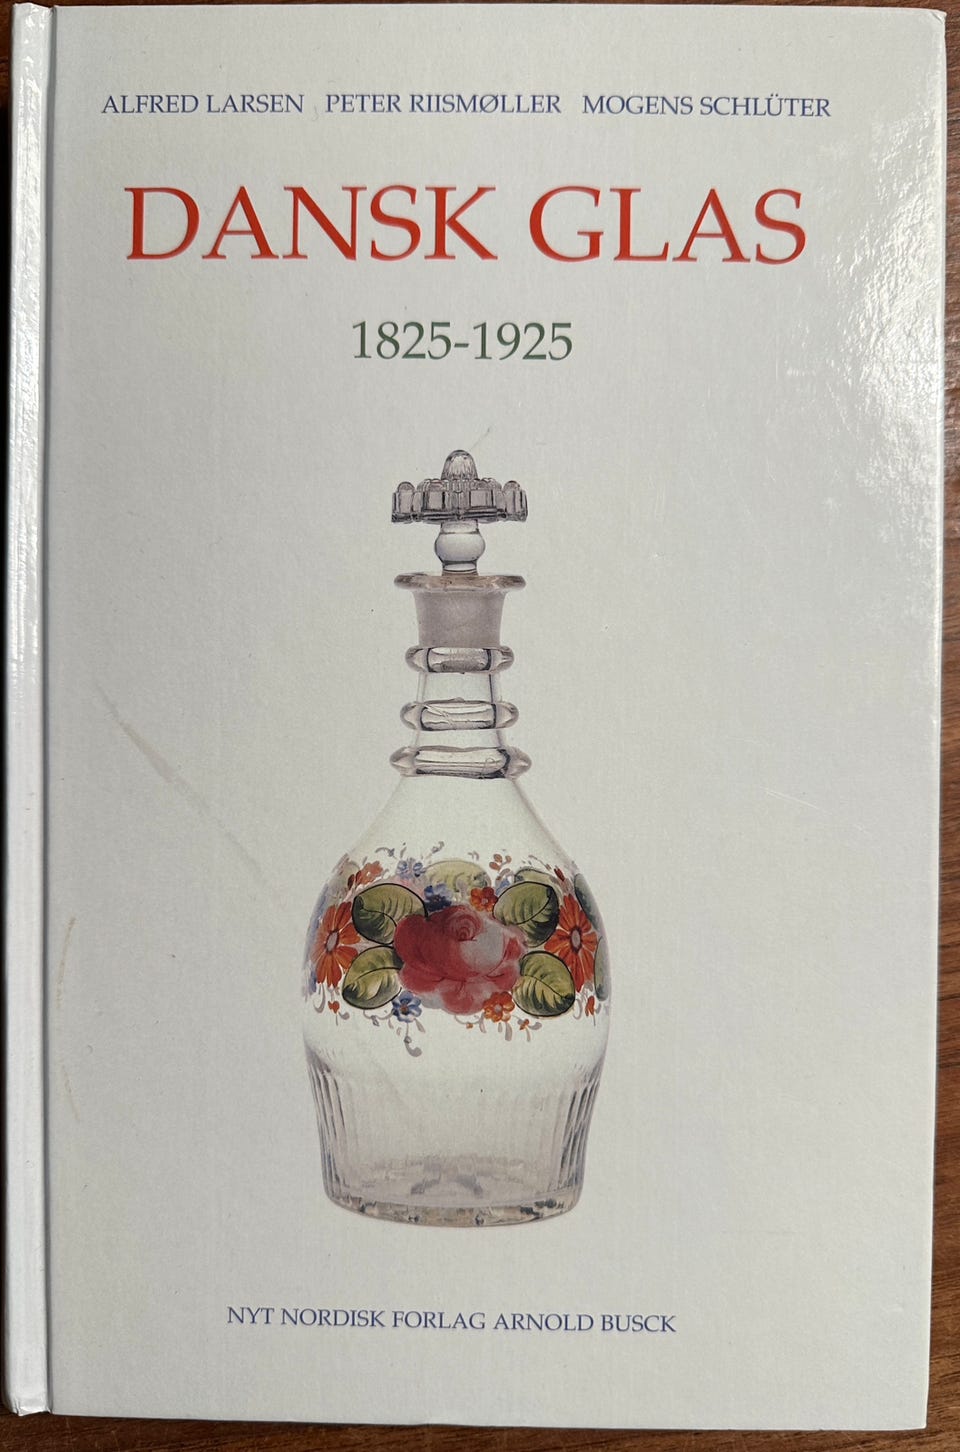 ALFRED LARSEN PETER RIISMØLLER MOGENS SCHLÜTER
DANSK GLAS
1825-1925
NYT NORDISK FORLAG ARNOLD BUSCK